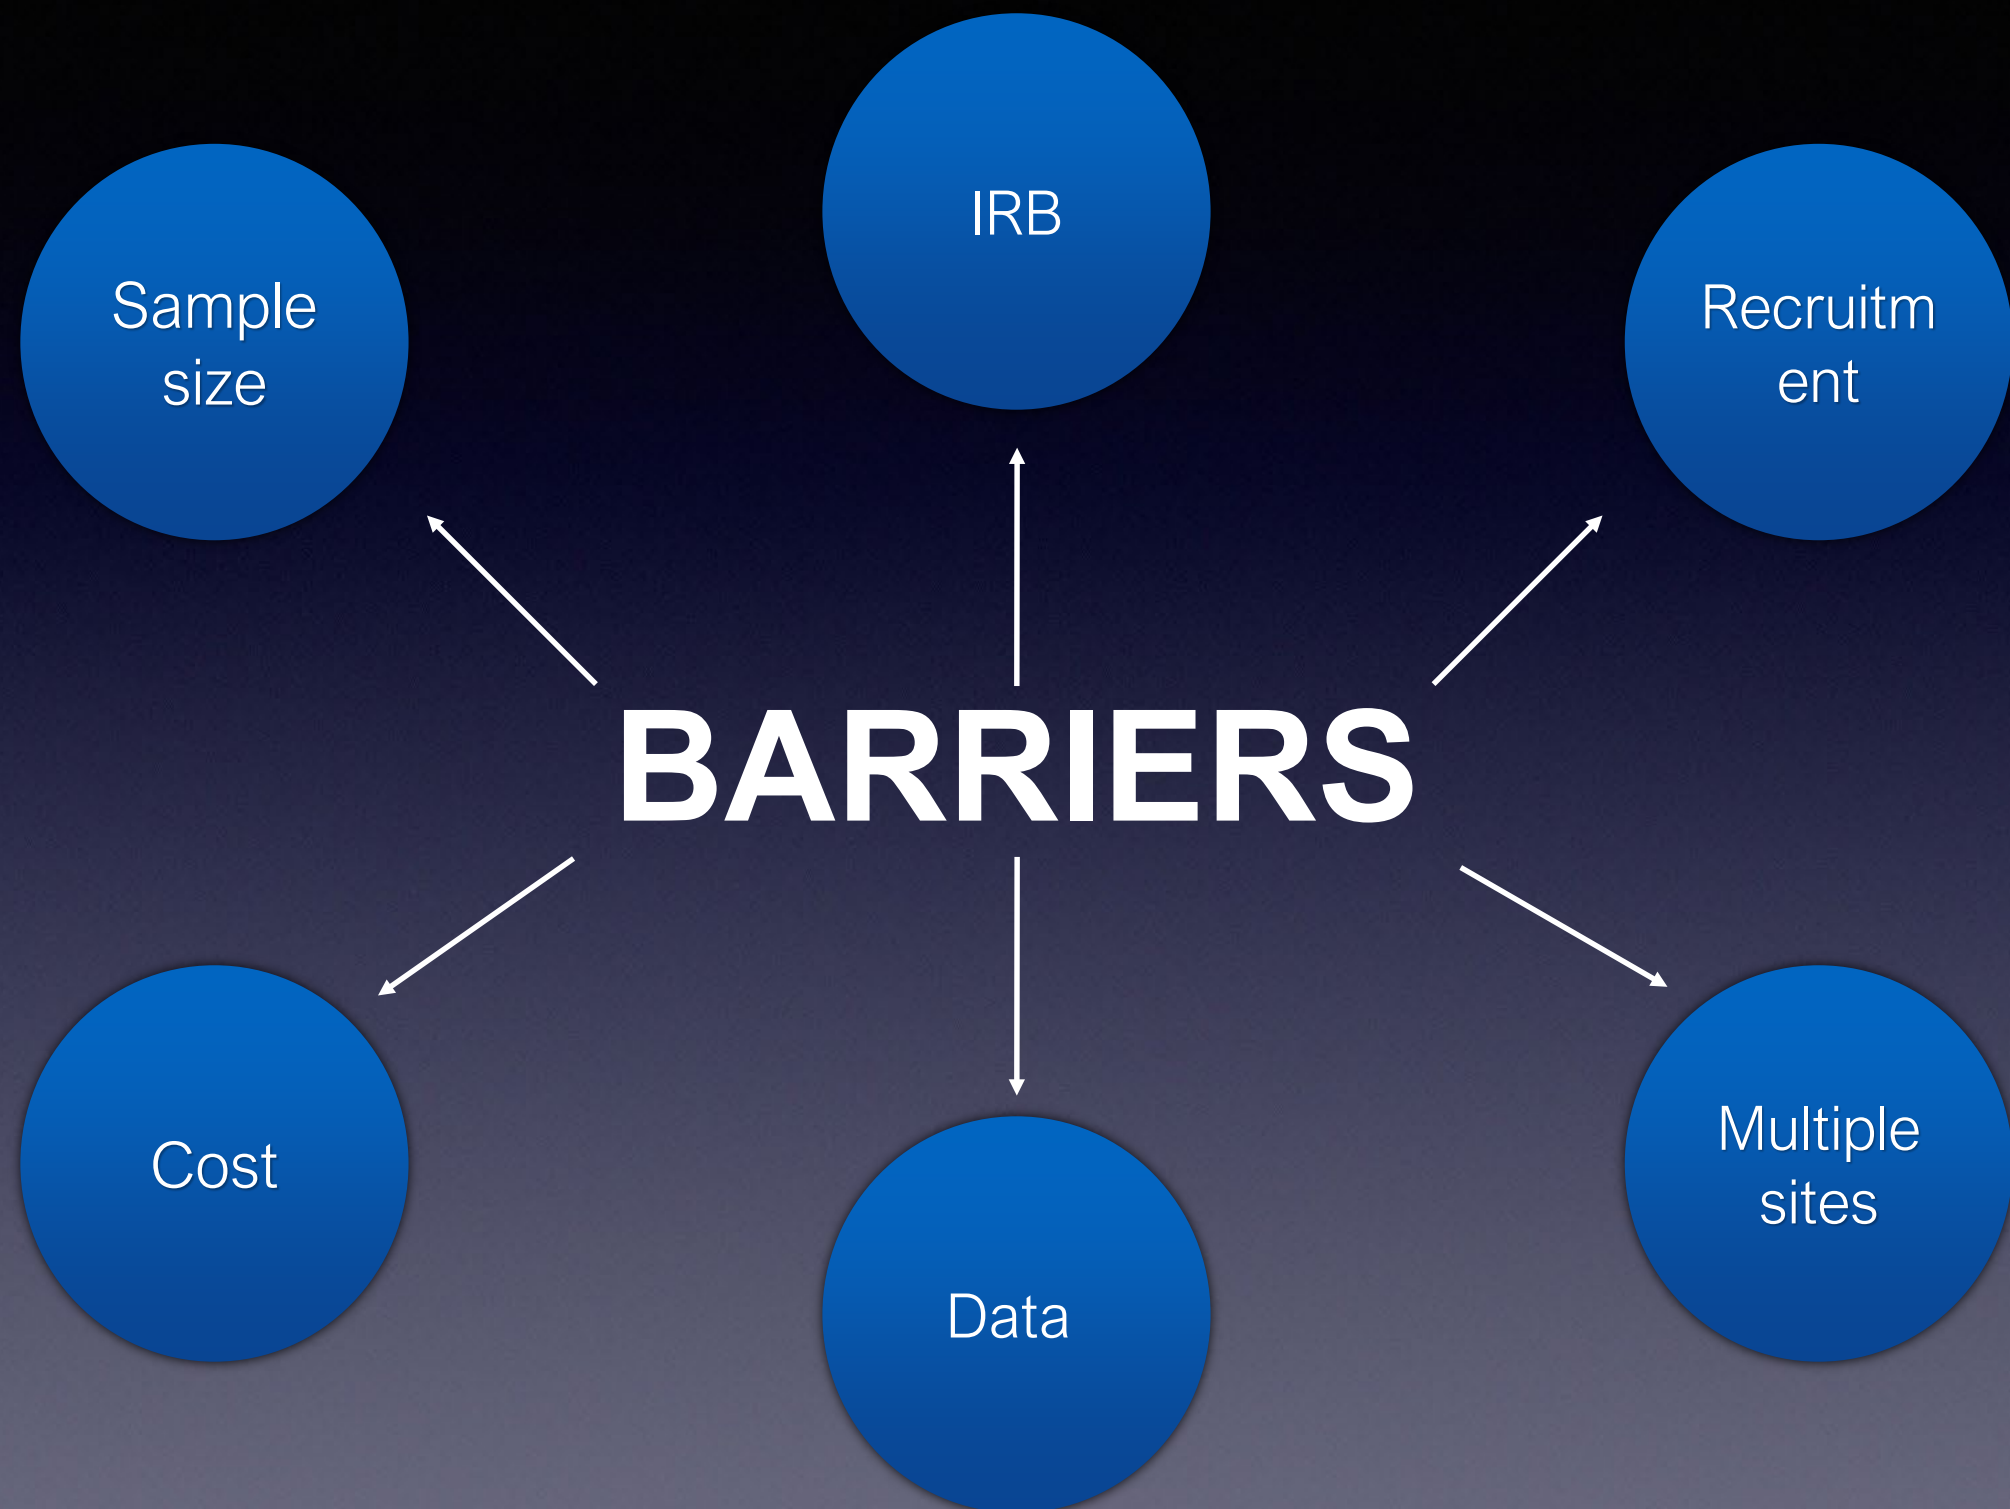 IRB
Sample
size
Recruitm
ent
BARRIERS
Cost
Multiple
sites
Data